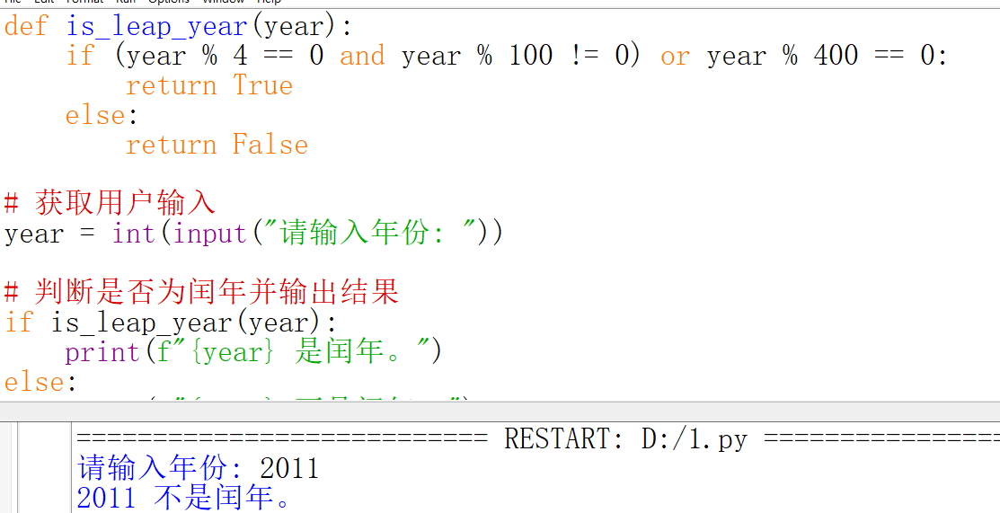 def is_leap_year(year):
    if (year % 4 == 0 and year % 100 != 0) or year % 400 == 0:
        return True
    else:
        return False
# 获取用户输入
year = int(input("请输入年份: "))
# 判断是否为闰年并输出结果
if is_leap_year(year):
    print(f"{year} 是闰年。")
else:
=========================== RESTART: D:/1.py ================
请输入年份: 2011
2011 不是闰年。